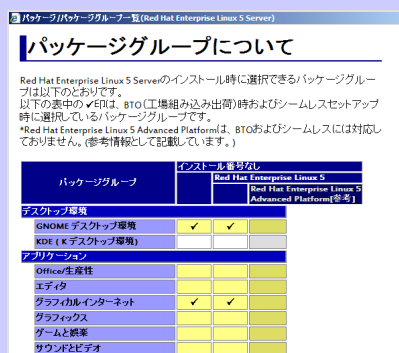 パッケージ/パッケージグループ一覧(Red Hat Enterprise Linux 5 Server)
パッケージグループについて
Red Hat Enterprise Linux 5 Serverのインストール時に選択できるパッケージグルー
プは以下のとおりです。
以下の表中の✔印は、BTO(工場組み込み出荷)時およびシームレスセットアップ
時に選択しているパッケージグループです。
*Red Hat Enterprise Linux 5 Advanced Platformは、BTOおよびシームレスには対応し
ておりません。(参考情報として記載しています。)
インストール番号なし
パッケージグループ
Red Hat Enterprise Linux 5
Red Hat Enterprise Linux 5
Advanced Platform[参考]
デスクトップ環境
GNOME デスクトップ環境 ✔ ✔
KDE ( K デスクトップ環境)
アプリケーション
Office/生産性
エディタ
グラフィカルインターネット ✔ ✔
グラフィックス
ゲームと娯楽
サウンドとビデオ